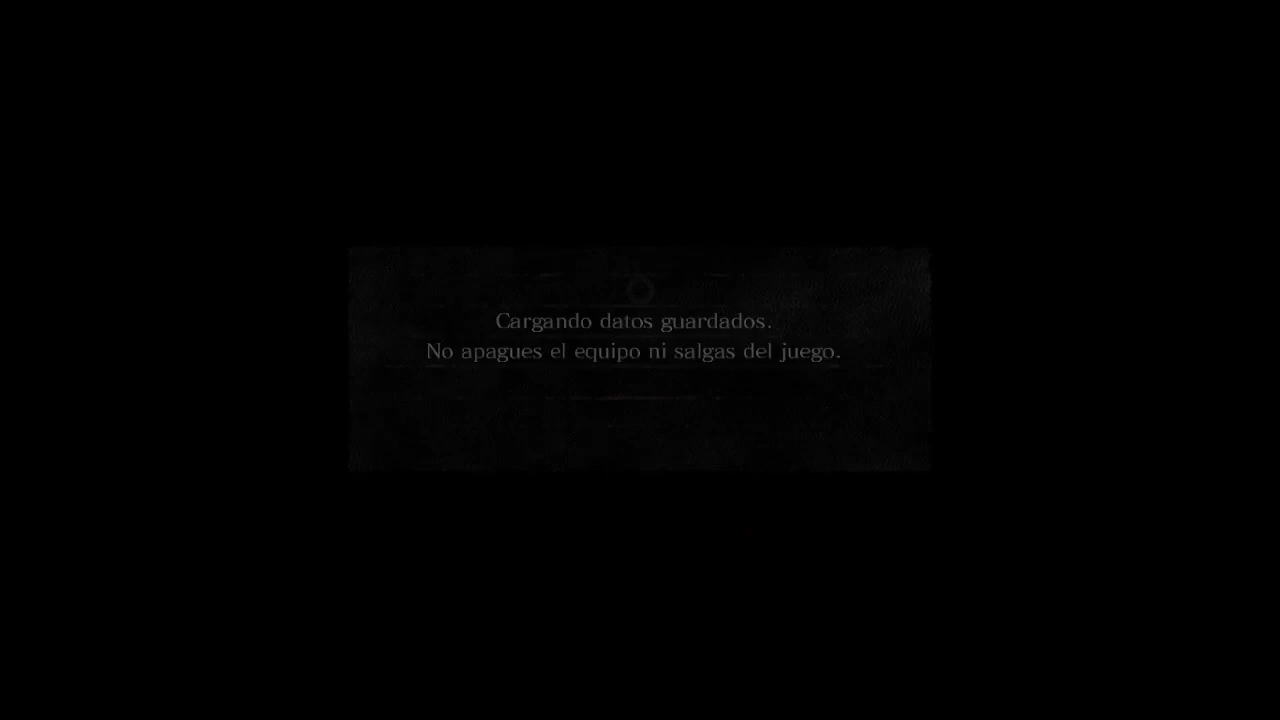 Cargando datos guardados.
No apagues el equipo ni salgas del juego.